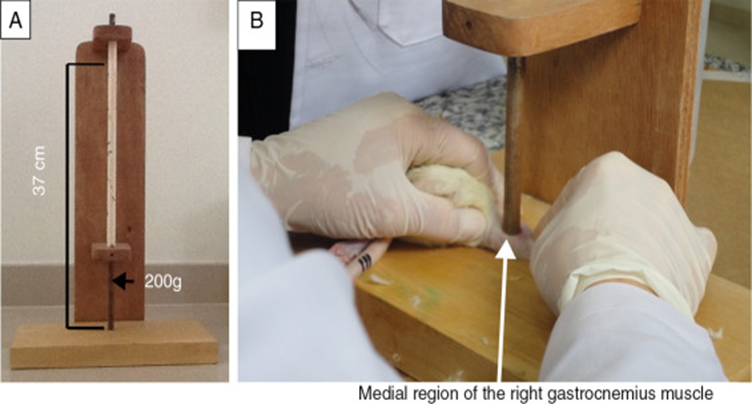 A
37 cm
200g
B
Medial region of the right gastrocnemius muscle